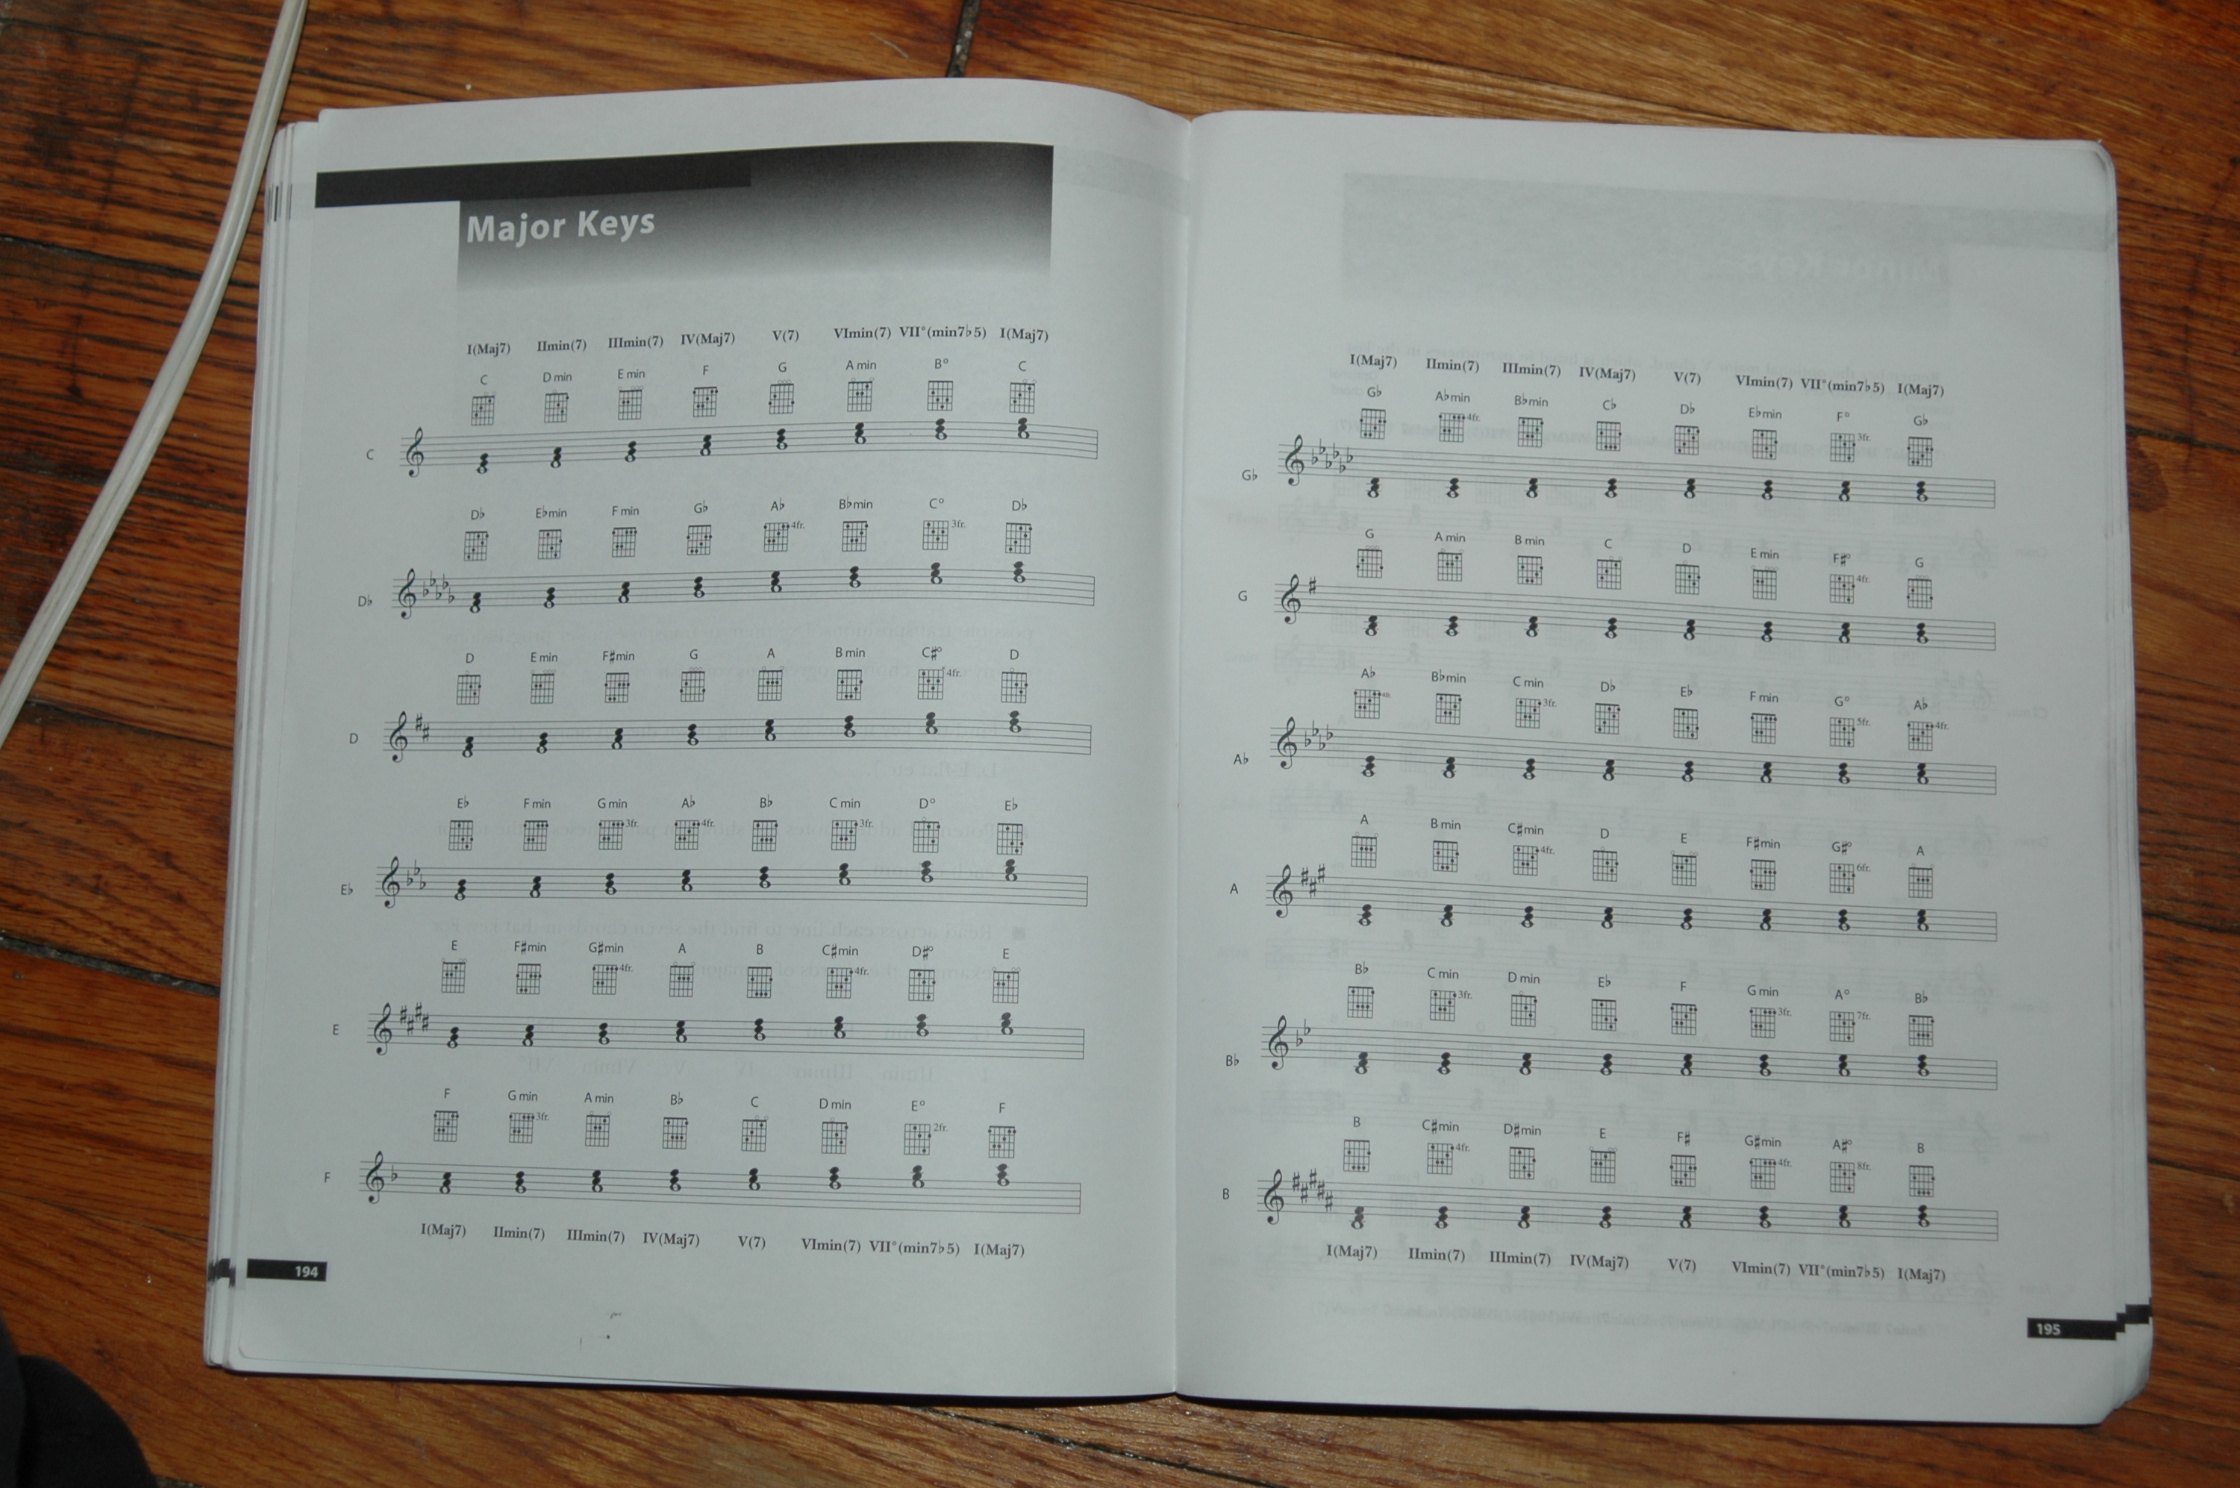 Major Keys
I(Maj7) IImin(7) IIImin(7) IV(Maj7) V(7) VImin(7) VII°(min7♭5) I(Maj7)
C D min E min F G A min B° C
C
D♭ E♭min F min G♭ A♭ B♭min C° D♭
4fr. 3fr.
D♭
D E min F♯min G A B min C♯° D
4fr.
D
E♭ F min G min A♭ B♭ C min D° E♭
3fr. 4fr. 3fr.
E♭
E F♯min G♯min A B C♯min D♯° E
4fr. 4fr.
E
F G min A min B♭ C D min E° F
3fr. 2fr.
F
I(Maj7) IImin(7) IIImin(7) IV(Maj7) V(7) VImin(7) VII°(min7♭5) I(Maj7)
194
I(Maj7) IImin(7) IIImin(7) IV(Maj7) V(7) VImin(7) VII°(min7♭5) I(Maj7)
G♭ A♭min B♭min C♭ D♭ E♭min F° G♭
4fr. 3fr.
G♭
G A min B min C D E min F♯° G
4fr.
G
A♭ B♭min C min D♭ E♭ F min G° A♭
4fr. 3fr. 5fr. 4fr.
A♭
A B min C♯min D E F♯min G♯° A
4fr. 6fr.
A
B♭ C min D min E♭ F G min A° B♭
3fr. 3fr. 7fr.
B♭
B C♯min D♯min E F♯ G♯min A♯° B
4fr. 4fr. 8fr.
B
I(Maj7) IImin(7) IIImin(7) IV(Maj7) V(7) VImin(7) VII°(min7♭5) I(Maj7)
195